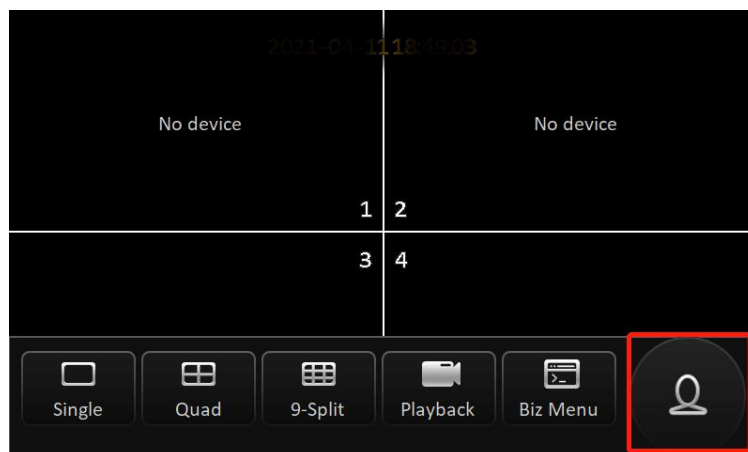 2021-04-11 18:49:03
No device
No device
1
2
3
4
Single
Quad
9-Split
Playback
Biz Menu